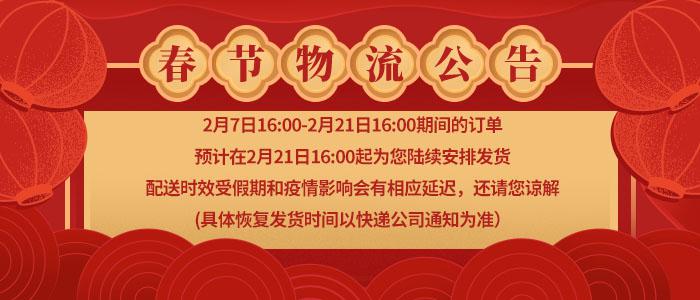 春节物流公告
2月7日16:00-2月21日16:00期间的订单
预计在2月21日16:00起为您陆续安排发货
配送时效受假期和疫情影响会有相应延迟，还请您谅解
(具体恢复发货时间以快递公司通知为准）